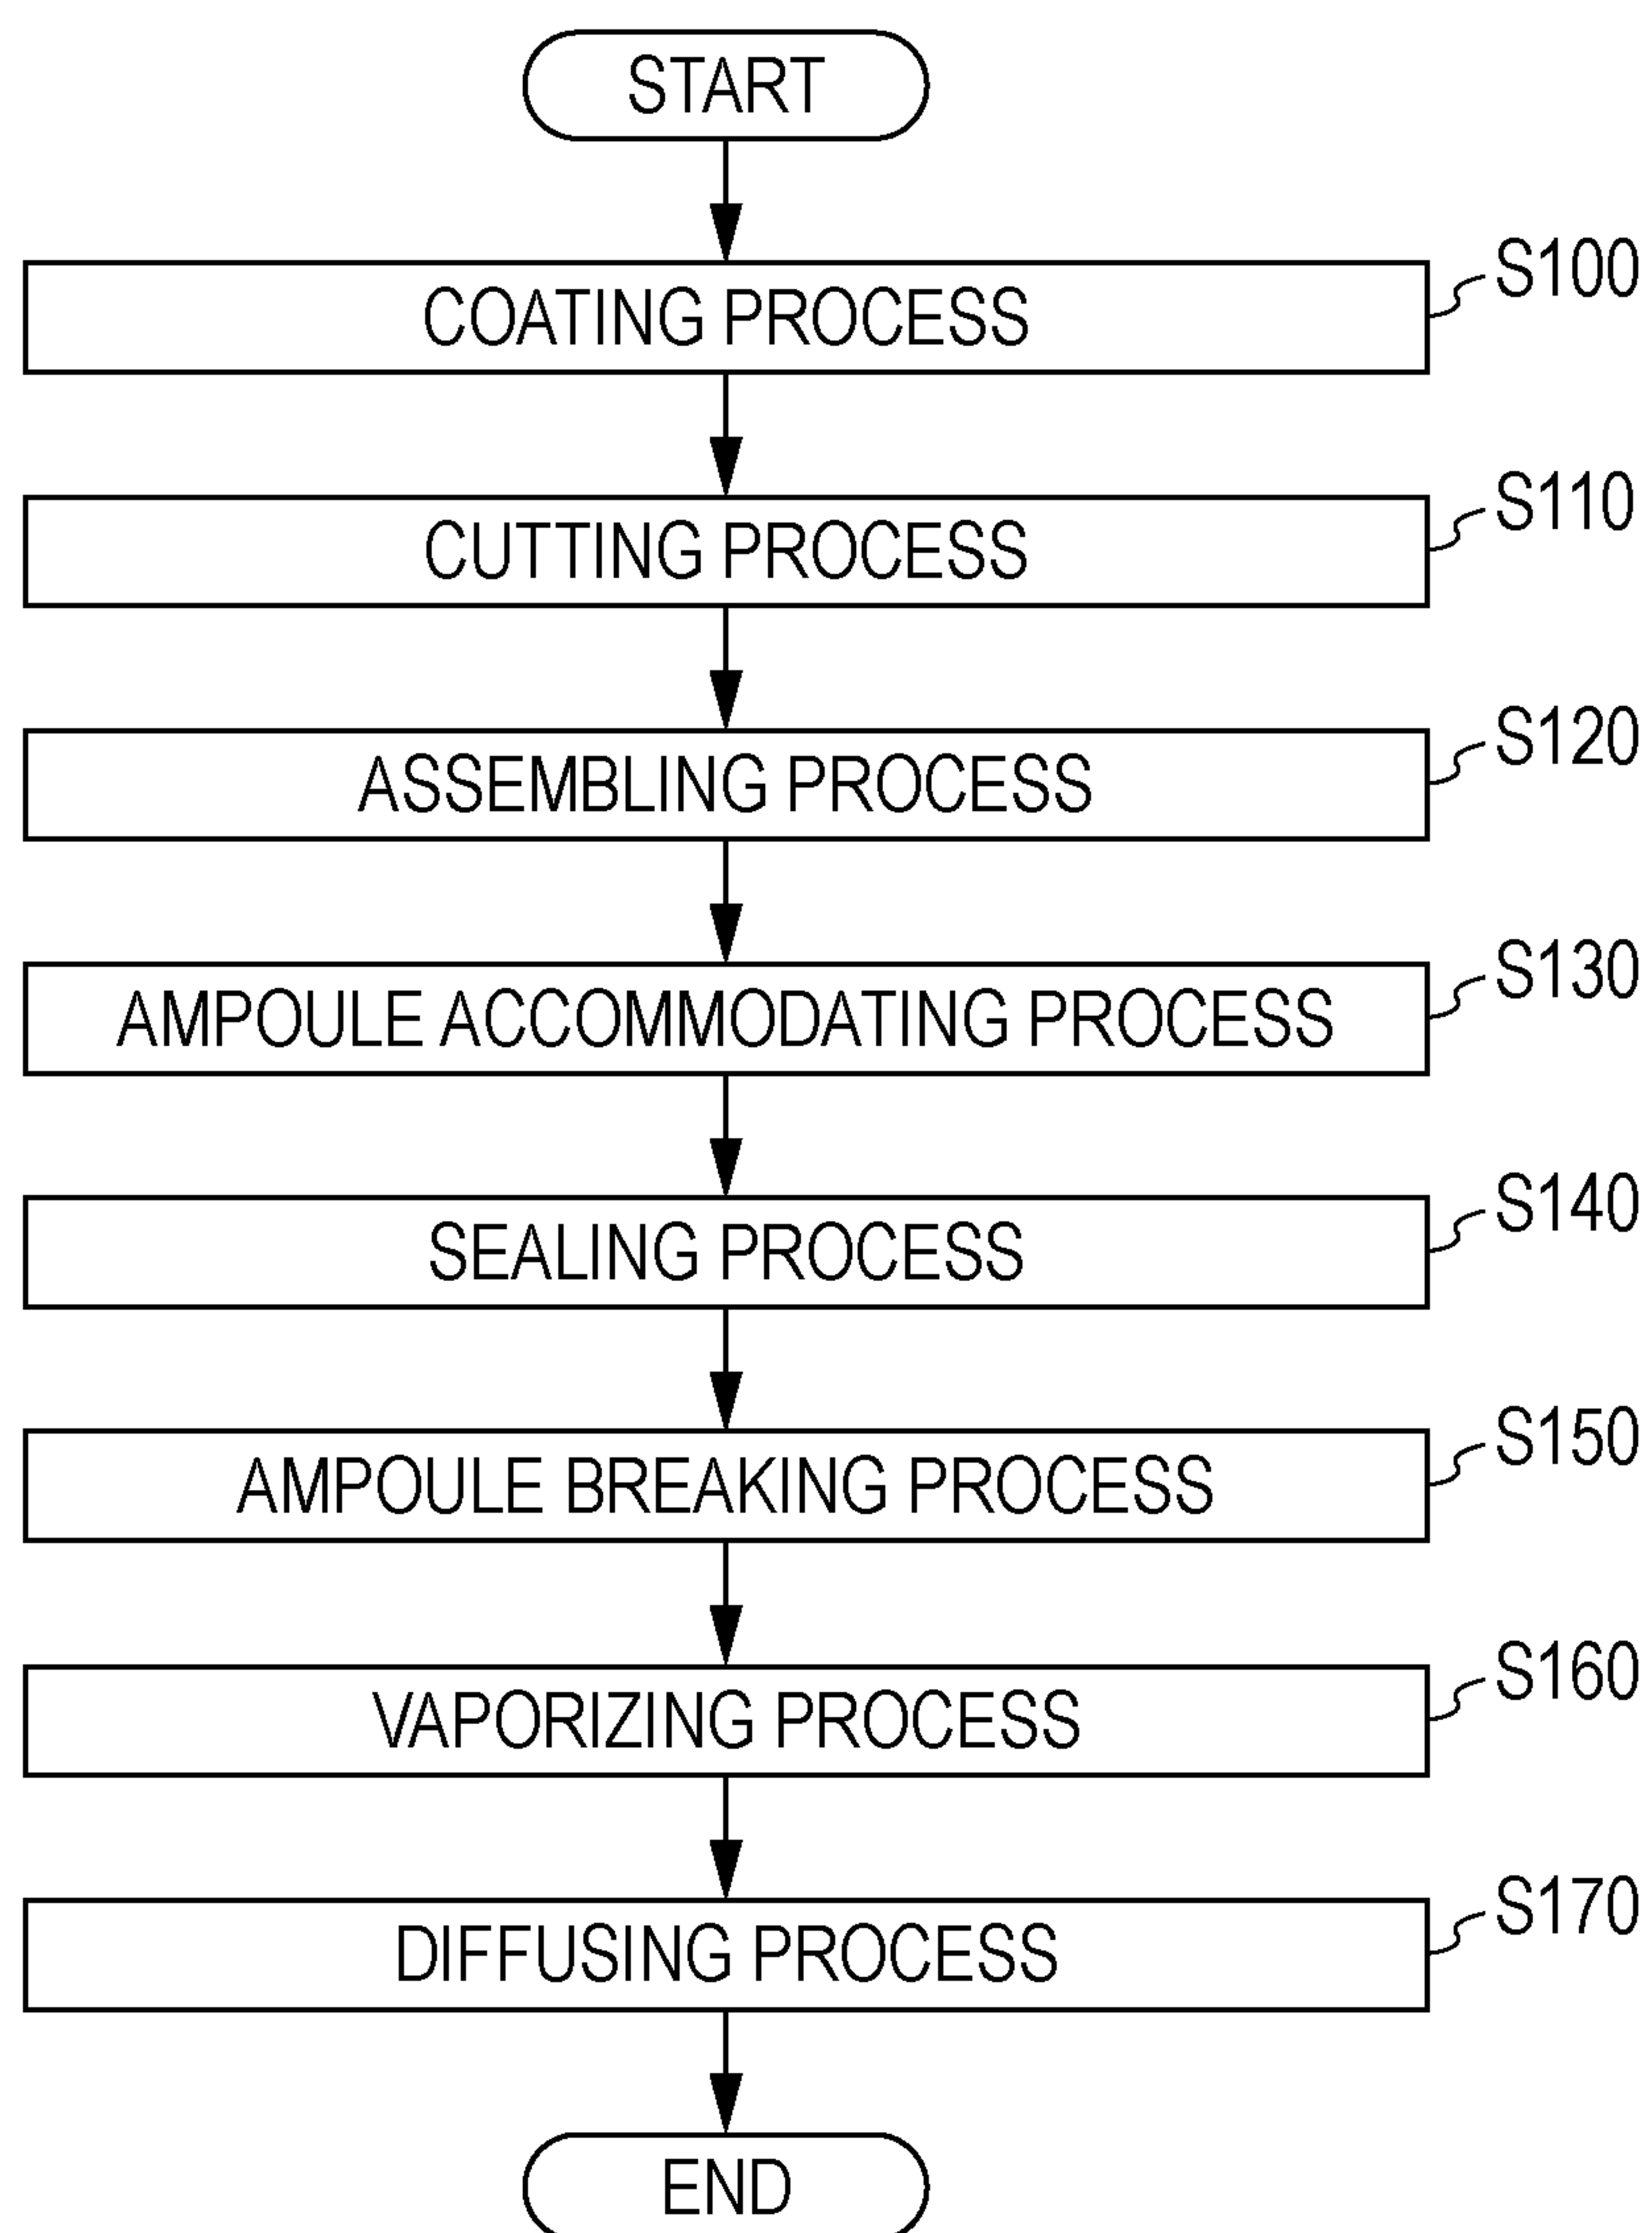 START
COATING PROCESS
S100
CUTTING PROCESS
S110
ASSEMBLING PROCESS
S120
AMPOULE ACCOMMODATING PROCESS
S130
SEALING PROCESS
S140
AMPOULE BREAKING PROCESS
S150
VAPORIZING PROCESS
S160
DIFFUSING PROCESS
S170
END